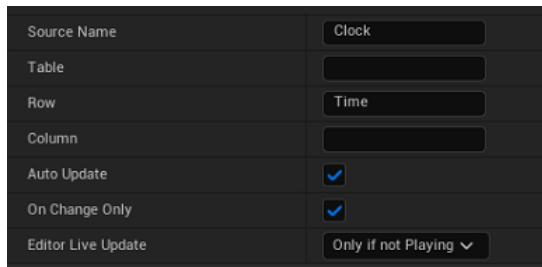 Source Name Clock
Table
Row Time
Column
Auto Update
On Change Only
Editor Live Update Only if not Playing